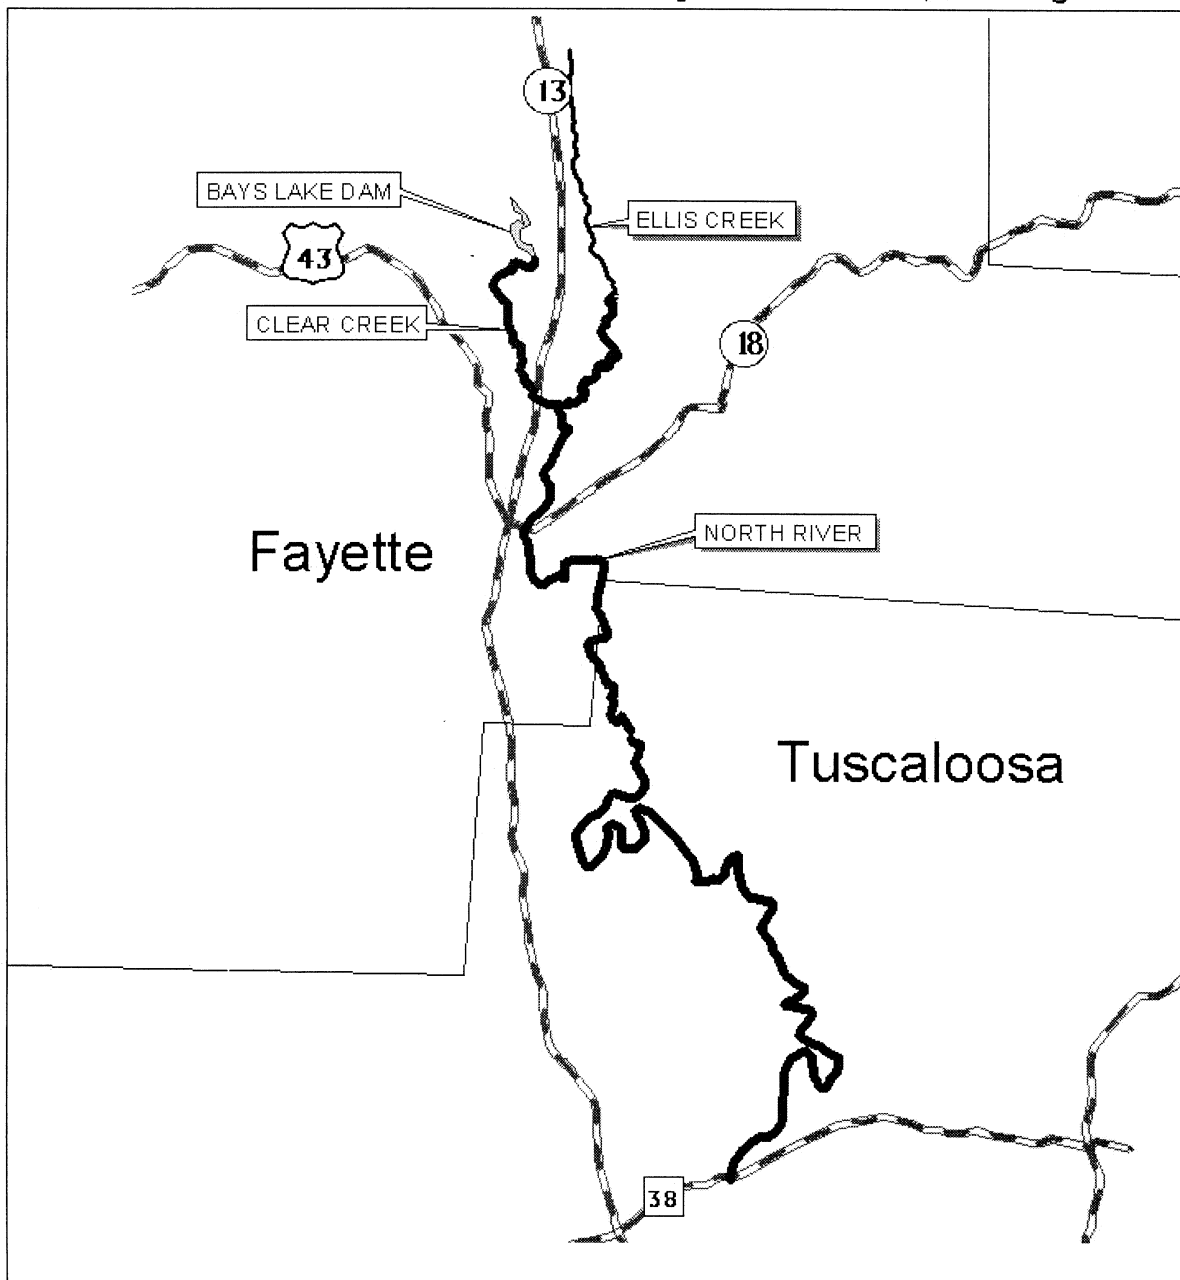 13
BAYS LAKE DAM
ELLIS CREEK
43
CLEAR CREEK
18
NORTH RIVER
Fayette
Tuscaloosa
38